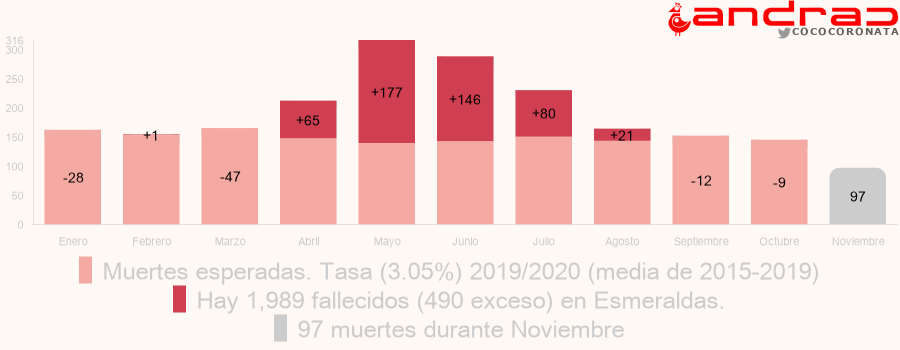 andrab
COCOCORONATA
316
300
250
200
150
100
50
0
-28
+1
-47
+65
+177
+146
+80
+21
-12
-9
97
Enero
Febrero
Marzo
Abril
Mayo
Junio
Julio
Agosto
Septiembre
Octubre
Noviembre
Muertes esperadas. Tasa (3.05%) 2019/2020 (media de 2015-2019)
Hay 1,989 fallecidos (490 exceso) en Esmeraldas.
97 muertes durante Noviembre